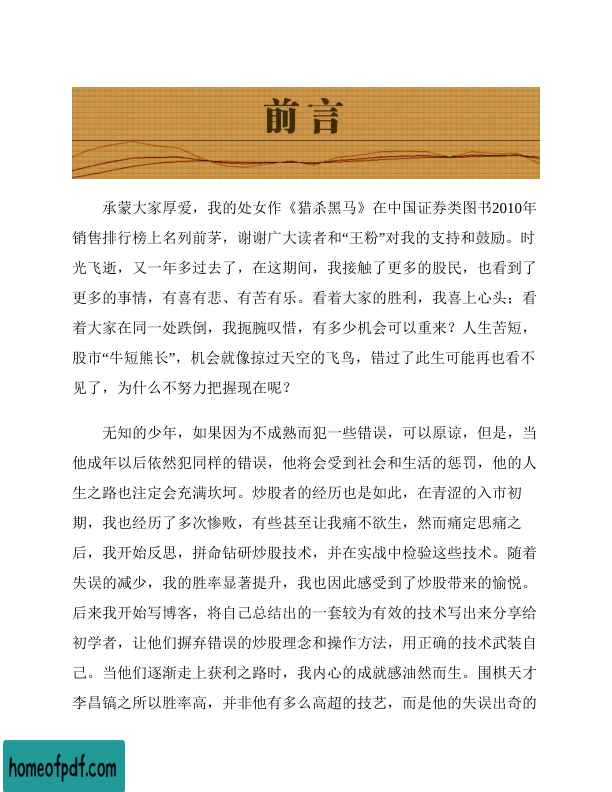 前言
承蒙大家厚爱，我的处女作《猎杀黑马》在中国证券类图书2010年
销售排行榜上名列前茅，谢谢广大读者和“王粉”对我的支持和鼓励。时
光飞逝，又一年多过去了，在这期间，我接触了更多的股民，也看到了
更多的事情，有喜有悲、有苦有乐。看着大家的胜利，我喜上心头；看
着大家在同一处跌倒，我扼腕叹惜，有多少机会可以重来？人生苦短，
股市“牛短熊长”，机会就像掠过天空的飞鸟，错过了此生可能再也看不
见了，为什么不努力把握现在呢？
无知的少年，如果因为不成熟而犯一些错误，可以原谅，但是，当
他成年以后依然犯同样的错误，他将会受到社会和生活的惩罚，他的人
生之路也注定会充满坎坷。炒股者的经历也是如此，在青涩的入市初
期，我也经历了多次惨败，有些甚至让我痛不欲生，然而痛定思痛之
后，我开始反思，拼命钻研炒股技术，并在实战中检验这些技术。随着
失误的减少，我的胜率显著提升，我也因此感受到了炒股带来的愉悦。
后来我开始写博客，将自己总结出的一套较为有效的技术写出来分享给
初学者，让他们摒弃错误的炒股理念和操作方法，用正确的技术武装自
己。当他们逐渐走上获利之路时，我内心的成就感油然而生。围棋天才
李昌镐之所以胜率高，并非他有多么高超的技艺，而是他的失误出奇的
homeofpdf.com